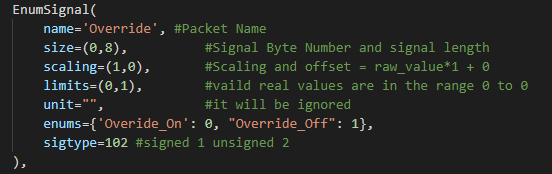 EnumSignal(
name='Override', #Packet Name
size=(0,8), #Signal Byte Number and signal length
scaling=(1,0), #Scaling and offset = raw_value*1 + 0
limits=(0,1), #vaild real values are in the range 0 to 0
unit="", #it will be ignored
enums={'Overide_On': 0, "Override_Off": 1},
sigtype=102 #signed 1 unsigned 2
),